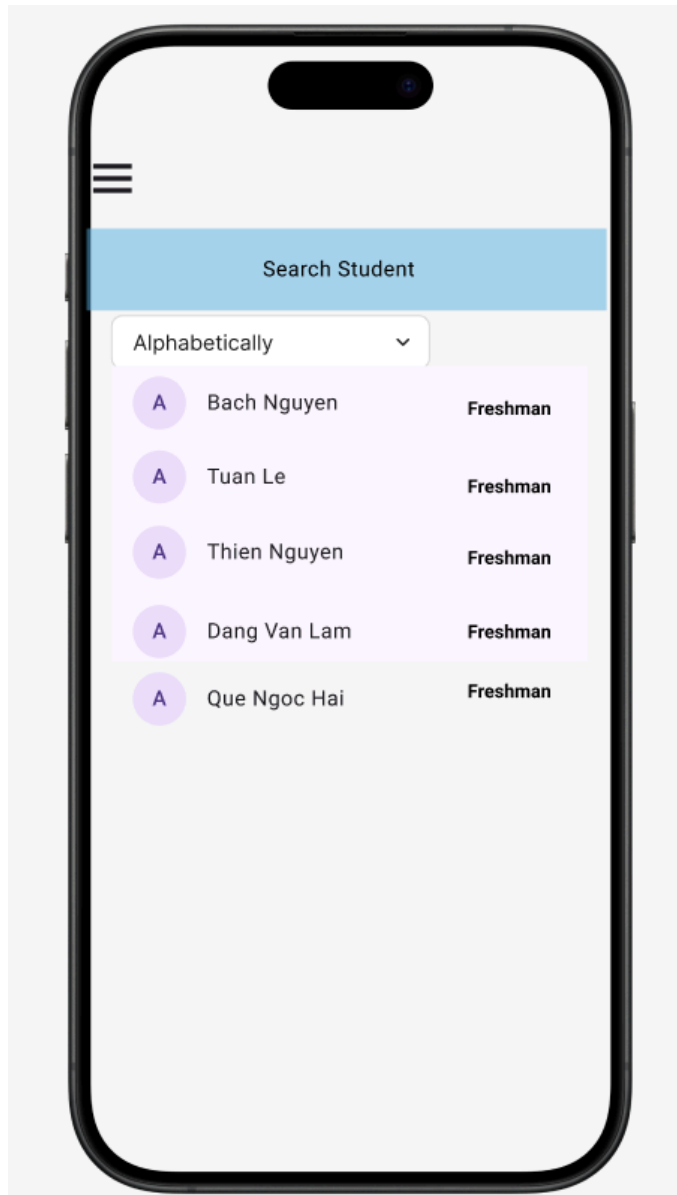 Search Student
Alphabetically
A Bach Nguyen Freshman
A Tuan Le Freshman
A Thien Nguyen Freshman
A Dang Van Lam Freshman
A Que Ngoc Hai Freshman